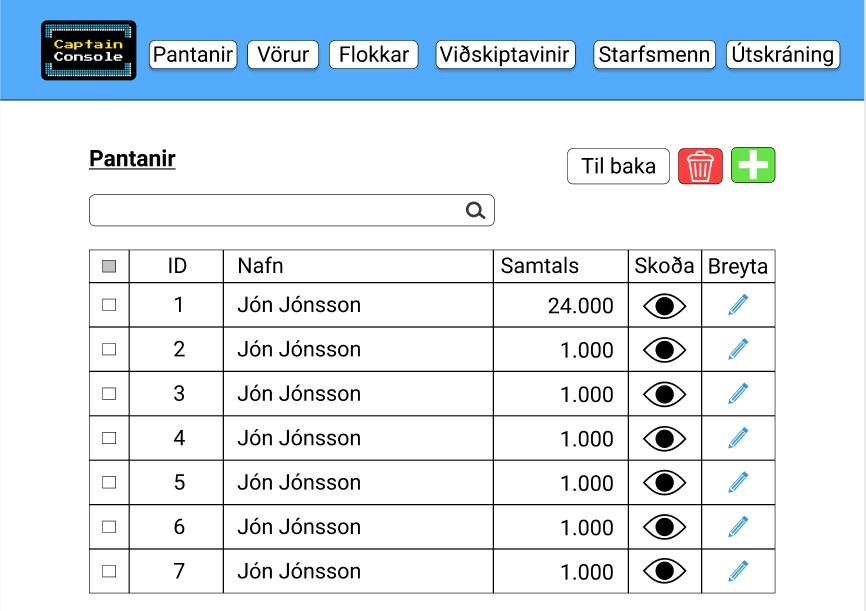 Captain
Console
Pantanir Vörur Flokkar Viðskiptavinir Starfsmenn Útskráning
Pantanir
Til baka
ID Nafn Samtals Skoða Breyta
1 Jón Jónsson 24.000
2 Jón Jónsson 1.000
3 Jón Jónsson 1.000
4 Jón Jónsson 1.000
5 Jón Jónsson 1.000
6 Jón Jónsson 1.000
7 Jón Jónsson 1.000